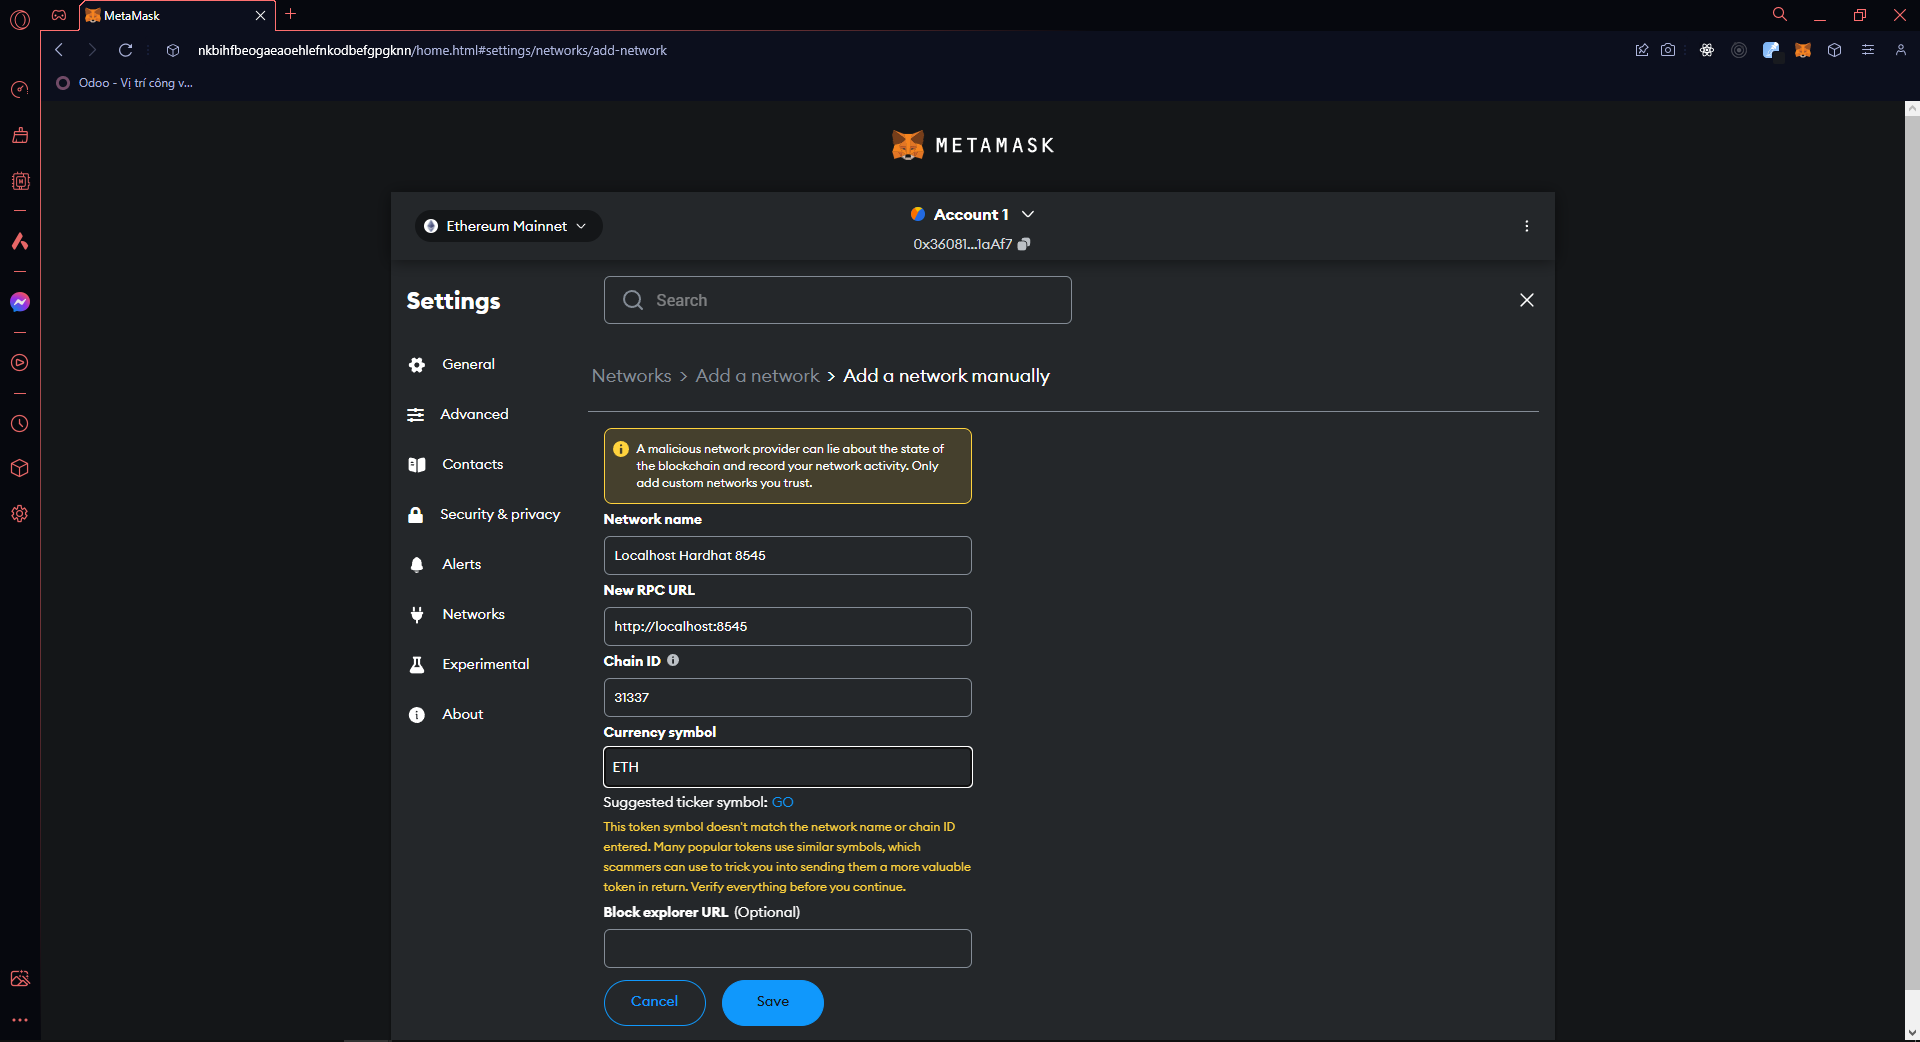 MetaMask
nkbihfbeogaeaoehlefnkodbefgpgknn/home.html#settings/networks/add-network
Odoo - Vị trí công v...
METAMASK
Ethereum Mainnet
Account 1
0x36081...1aAf7
Settings
Search
General
Advanced
Contacts
Security & privacy
Alerts
Networks
Experimental
About
Networks > Add a network > Add a network manually
A malicious network provider can lie about the state of
the blockchain and record your network activity. Only
add custom networks you trust.
Network name
Localhost Hardhat 8545
New RPC URL
http://localhost:8545
Chain ID
31337
Currency symbol
ETH
Suggested ticker symbol: GO
This token symbol doesn't match the network name or chain ID
entered. Many popular tokens use similar symbols, which
scammers can use to trick you into sending them a more valuable
token in return. Verify everything before you continue.
Block explorer URL (Optional)
Cancel
Save